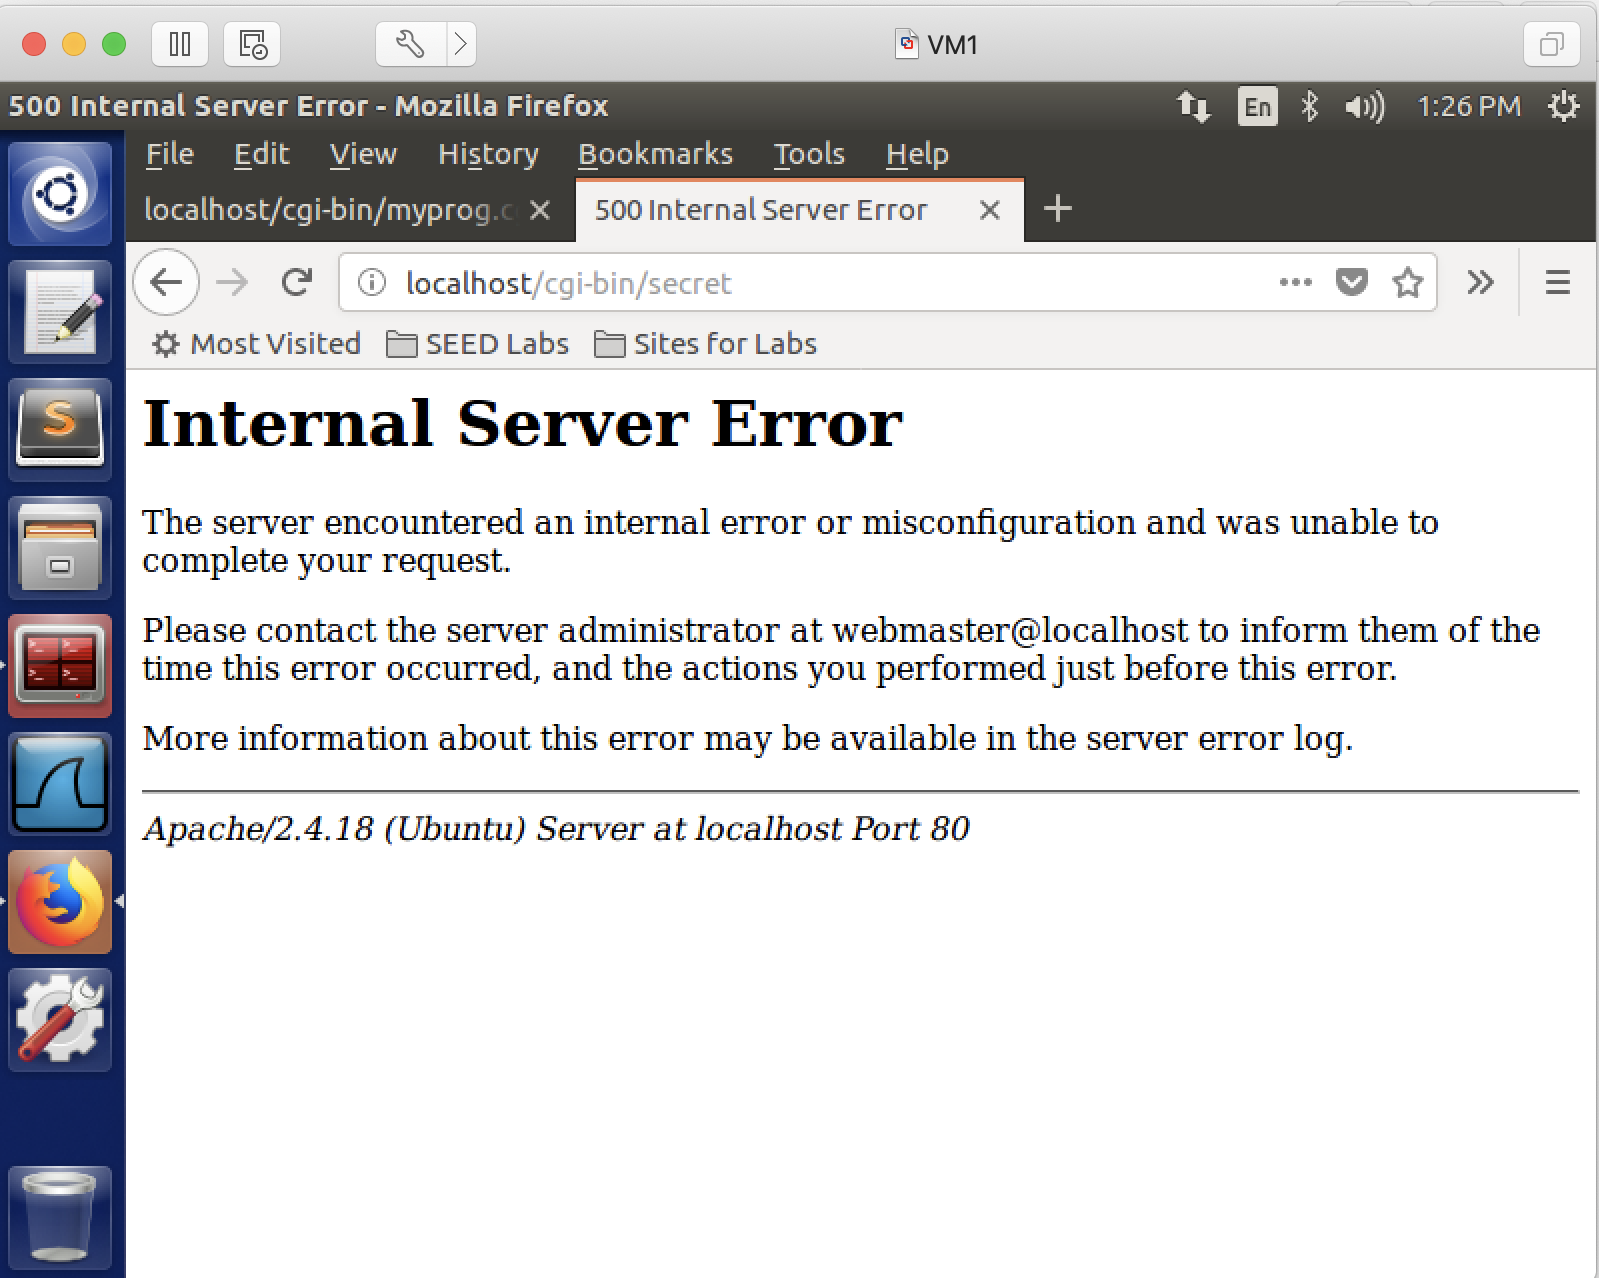 VM1
500 Internal Server Error - Mozilla Firefox
En
1:26 PM
File Edit View History Bookmarks Tools Help
localhost/cgi-bin/myprog.c
500 Internal Server Error
localhost/cgi-bin/secret
Most Visited
SEED Labs
Sites for Labs
Internal Server Error
The server encountered an internal error or misconfiguration and was unable to
complete your request.
Please contact the server administrator at webmaster@localhost to inform them of the
time this error occurred, and the actions you performed just before this error.
More information about this error may be available in the server error log.
Apache/2.4.18 (Ubuntu) Server at localhost Port 80